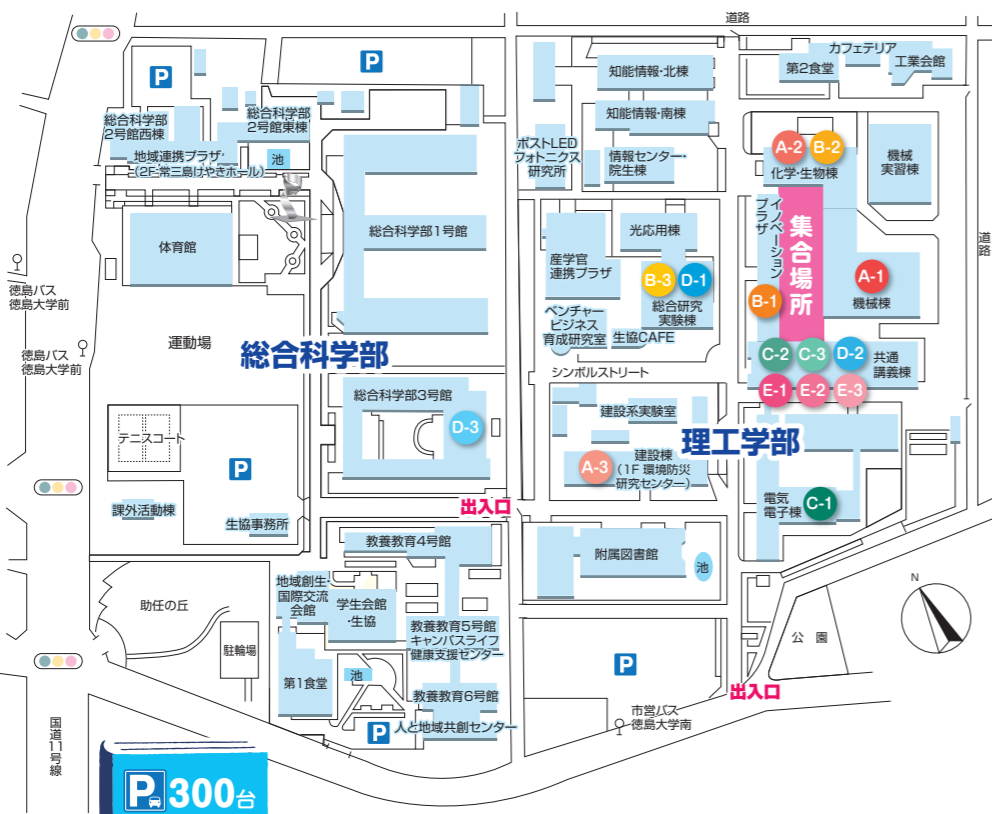 道路
P
P
総合科学部
2号館西棟
総合科学部
2号館東棟
地域連携プラザ・
(2F・常三島けやきホール)
池
体育館
総合科学部1号館
徳島バス
徳島大学前
徳島バス
徳島大学前
運動場
総合科学部
総合科学部3号館
D-3
テニスコート
P
課外活動棟
生協事務所
出入口
知能情報・北棟
知能情報・南棟
ポストLED
フォトニクス
研究所
情報センター・
院生棟
光応用棟
産学官
連携プラザ
B-3
D-1
総合研究
実験棟
ベンチャー
ビジネス
育成研究室
生協CAFE
シンボルストリート
建設系実験室
理工学部
A-3
建設棟
(1F 環境防災
研究センター)
カフェテリア
第2食堂
工業会館
A-2
B-2
化学・生物棟
機械
実習棟
イノベーション
プラザ
集合場所
A-1
機械棟
B-1
道路
C-2
C-3
D-2
共通
講義棟
E-1
E-2
E-3
電気
電子棟
C-1
教養教育4号館
附属図書館
池
地域創生・
国際交流
会館
学生会館
・生協
教養教育5号館
キャンパスライフ
健康支援センター
助任の丘
駐輪場
第1食堂
池
教養教育6号館
P
人と地域共創センター
P
公園
N
出入口
市営バス
徳島大学南
国道11号線
P
300台